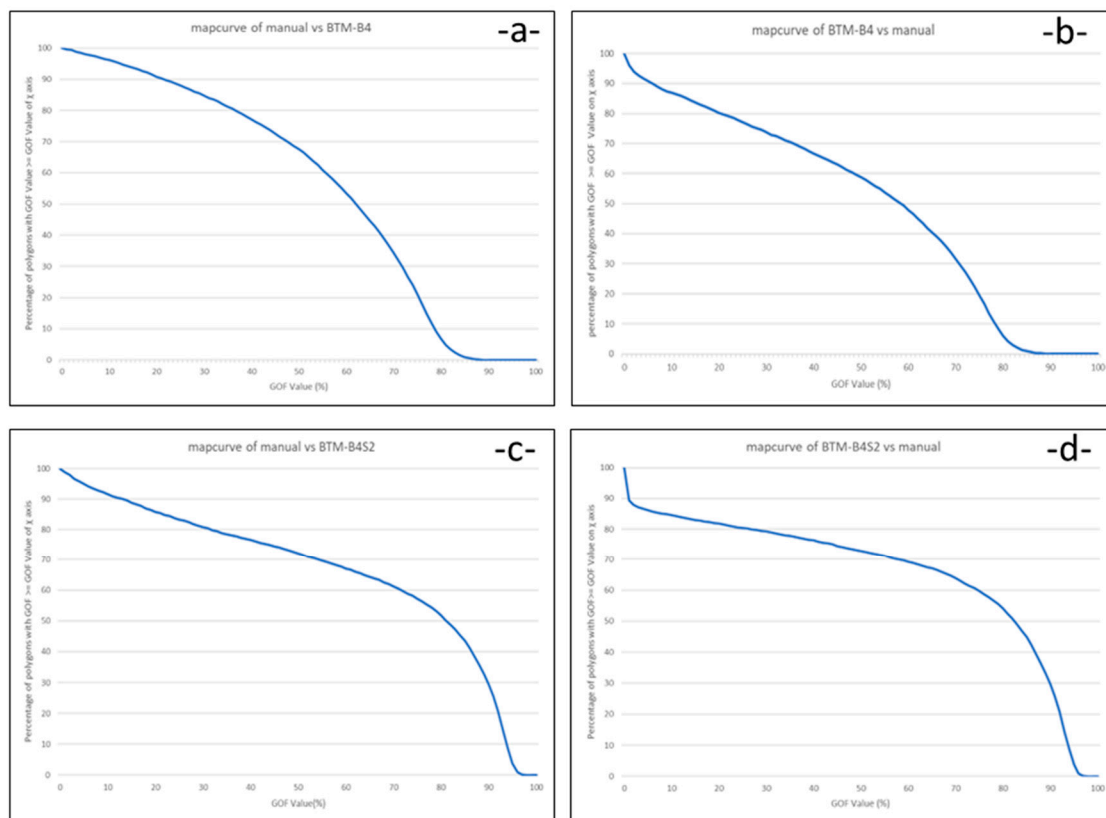 mapcurve of manual vs BTM-B4
-a-
Percentage of polygons with GOF Value >= GOF Value of χ axis
100
90
80
70
60
50
40
30
20
10
0
0 10 20 30 40 50 60 70 80 90 100
GOF Value (%)
mapcurve of BTM-B4 vs manual
-b-
percentage of polygons with GOF >= GOF Value on χ axis
100
90
80
70
60
50
40
30
20
10
0
0 10 20 30 40 50 60 70 80 90 100
GOF Value (%)
mapcurve of manual vs BTM-B4S2
-c-
Percentage of polygons with GOF >= GOF Value of χ axis
100
90
80
70
60
50
40
30
20
10
0
0 10 20 30 40 50 60 70 80 90 100
GOF Value(%)
mapcurve of BTM-B4S2 vs manual
-d-
Percentage of polygons with GOF>= GOF Value on χ axis
100
90
80
70
60
50
40
30
20
10
0
0 10 20 30 40 50 60 70 80 90 100
GOF Value (%)